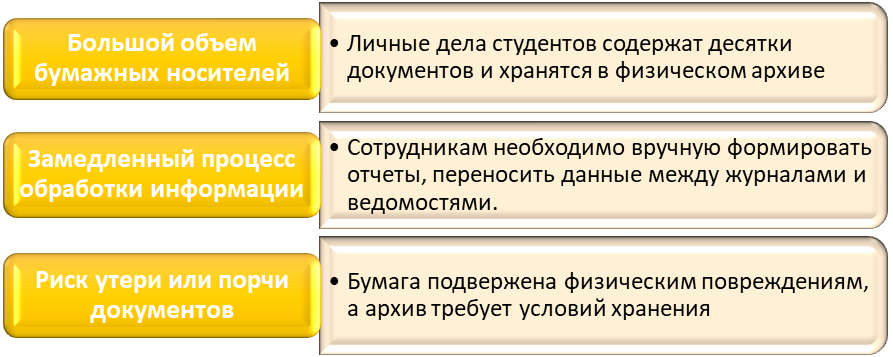 Большой объем
бумажных носителей
• Личные дела студентов содержат десятки
документов и хранятся в физическом архиве
Замедленный процесс
обработки информации
• Сотрудникам необходимо вручную формировать
отчеты, переносить данные между журналами и
ведомостями.
Риск утери или порчи
документов
• Бумага подвержена физическим повреждениям,
а архив требует условий хранения